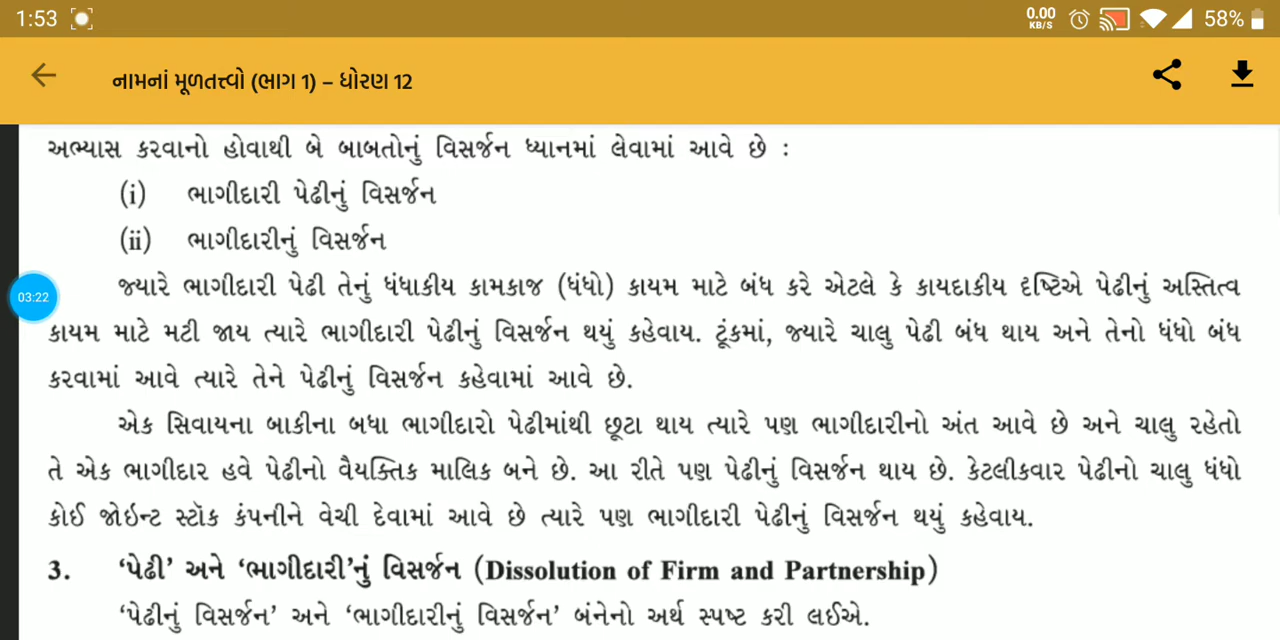 1:53
0.00
KB/S
58%
નામનાં મૂળતત્ત્વો (ભાગ 1) – ધોરણ 12
અભ્યાસ કરવાનો હોવાથી બે બાબતોનું વિસર્જન ધ્યાનમાં લેવામાં આવે છે :
(i) ભાગીદારી પેઢીનું વિસર્જન
(ii) ભાગીદારીનું વિસર્જન
03:22
જ્યારે ભાગીદારી પેઢી તેનું ધંધાકીય કામકાજ (ધંધો) કાયમ માટે બંધ કરે એટલે કે કાયદાકીય દૃષ્ટિએ પેઢીનું અસ્તિત્વ
કાયમ માટે મટી જાય ત્યારે ભાગીદારી પેઢીનું વિસર્જન થયું કહેવાય. ટૂંકમાં, જ્યારે ચાલુ પેઢી બંધ થાય અને તેનો ધંધો બંધ
કરવામાં આવે ત્યારે તેને પેઢીનું વિસર્જન કહેવામાં આવે છે.
એક સિવાયના બાકીના બધા ભાગીદારો પેઢીમાંથી છૂટા થાય ત્યારે પણ ભાગીદારીનો અંત આવે છે અને ચાલુ રહેતો
તે એક ભાગીદાર હવે પેઢીનો વૈયક્તિક માલિક બને છે. આ રીતે પણ પેઢીનું વિસર્જન થાય છે. કેટલીકવાર પેઢીનો ચાલુ ધંધો
કોઈ જોઇન્ટ સ્ટૉક કંપનીને વેચી દેવામાં આવે છે ત્યારે પણ ભાગીદારી પેઢીનું વિસર્જન થયું કહેવાય.
3. ‘પેઢી’ અને ‘ભાગીદારી’નું વિસર્જન (Dissolution of Firm and Partnership)
‘પેઢીનું વિસર્જન’ અને ‘ભાગીદારીનું વિસર્જન’ બંનેનો અર્થ સ્પષ્ટ કરી લઈએ.